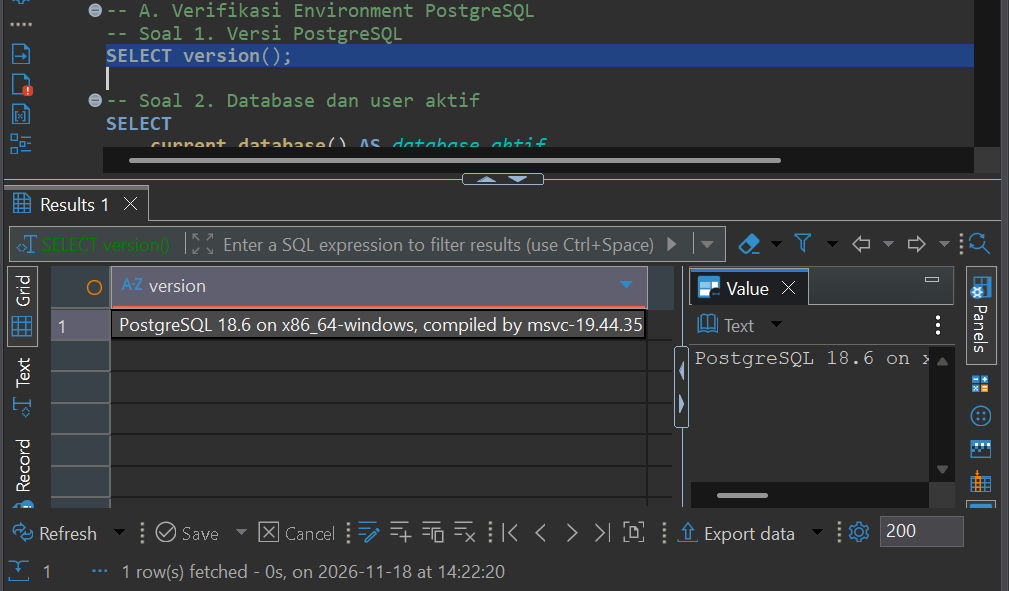 -- A. Verifikasi Environment PostgreSQL
-- Soal 1. Versi PostgreSQL
SELECT version();
-- Soal 2. Database dan user aktif
SELECT
current_database() AS database_aktif
Results 1
SELECT version()
Enter a SQL expression to filter results (use Ctrl+Space)
Grid
Text
Record
A-Z version
1
PostgreSQL 18.6 on x86_64-windows, compiled by msvc-19.44.35
Value
Text
PostgreSQL 18.6 on x
Panels
Refresh
Save
Cancel
Export data
200
1
1 row(s) fetched - 0s, on 2026-11-18 at 14:22:20